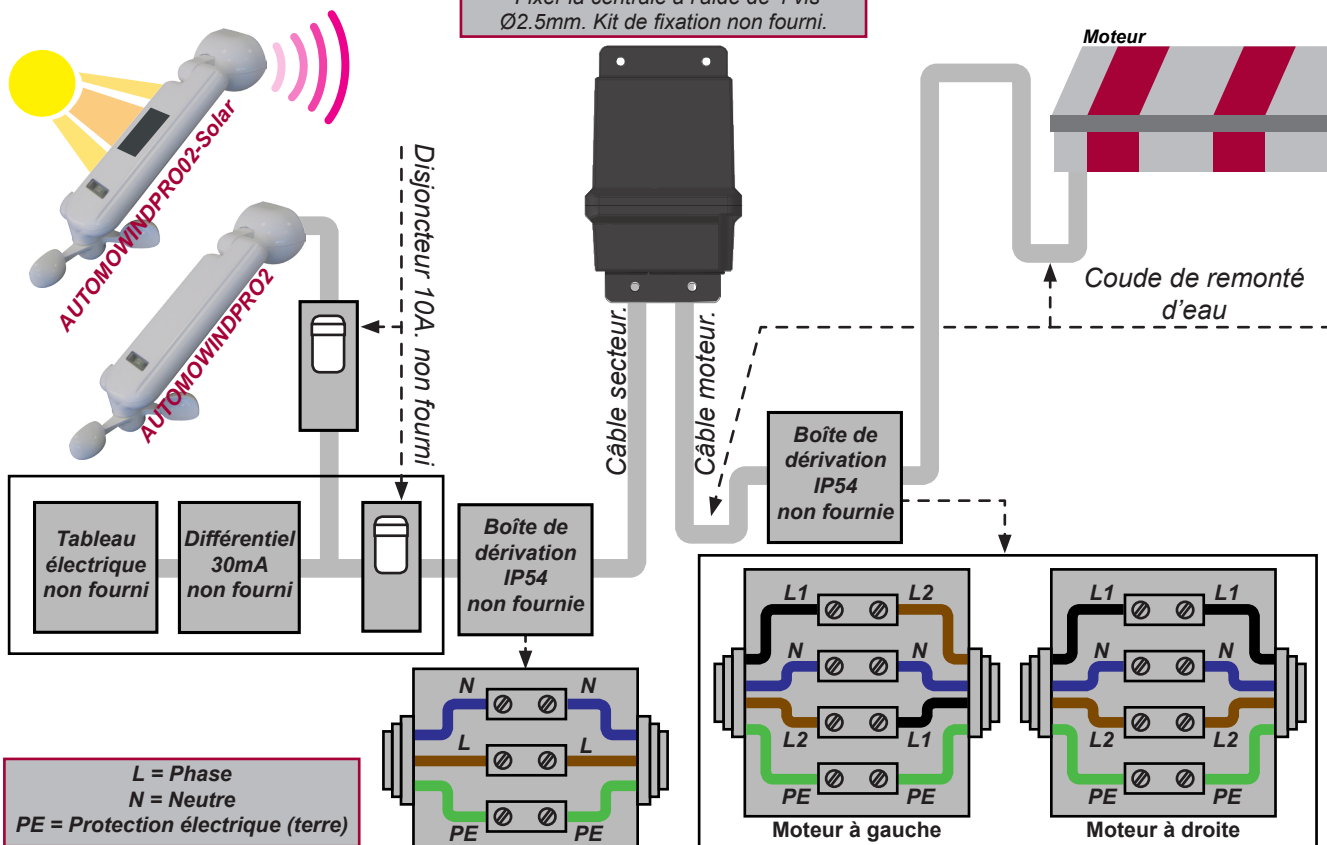 Fixer la centrale à l'aide de 4 vis
Ø2.5mm. Kit de fixation non fourni.
Moteur
AUTOMOWINDPRO02-Solar
AUTOMOWINDPRO2
Disjoncteur 10A. non fourni
Câble secteur.
Câble moteur.
Coude de remonté
d'eau
Tableau
électrique
non fourni
Différentiel
30mA
non fourni
Boîte de
dérivation
IP54
non fournie
Boîte de
dérivation
IP54
non fournie
N N
L L
PE PE
L1 L2
N N
L2 L1
PE PE
Moteur à gauche
L1 L1
N N
L2 L2
PE PE
Moteur à droite
L = Phase
N = Neutre
PE = Protection électrique (terre)